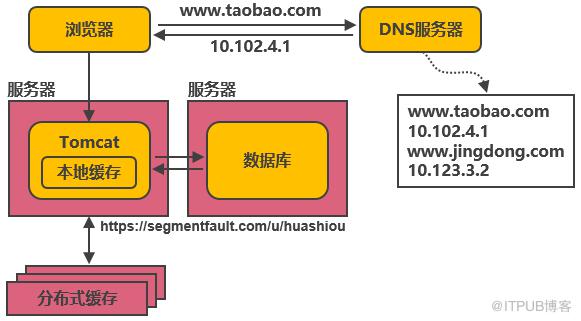 www.taobao.com
浏览器
DNS服务器
10.102.4.1
服务器
服务器
www.taobao.com
10.102.4.1
www.jingdong.com
10.123.3.2
Tomcat
本地缓存
数据库
https://segmentfault.com/u/huashiou
分布式缓存
@ITPUB博客